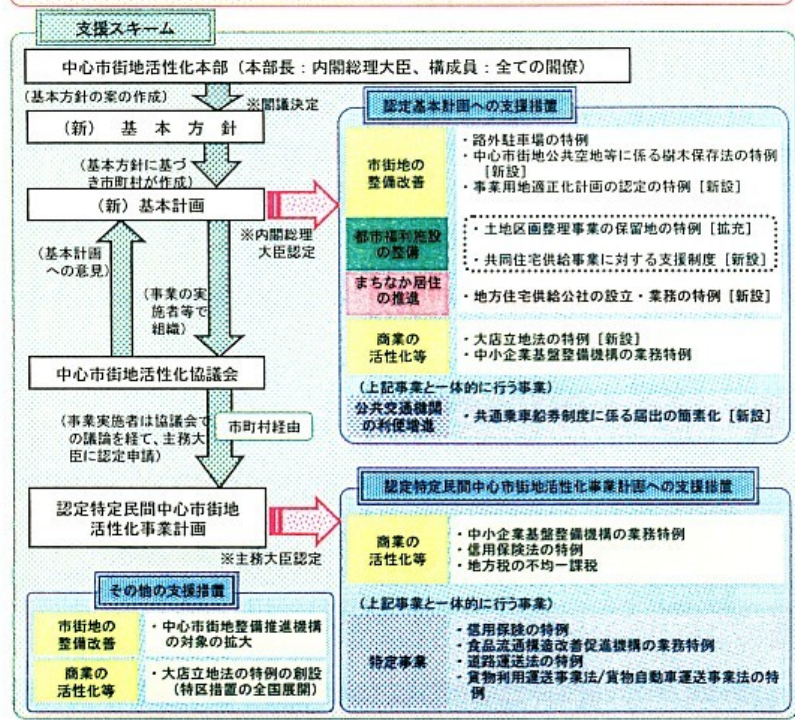 支援スキーム
中心市街地活性化本部(本部長:内閣総理大臣、構成員:全ての閣僚)
(基本方針の案の作成)
※閣議決定
(新) 基本方針
(基本方針に基づ
き市町村が作成)
(新)基本計画
※内閣総理
大臣認定
(基本計画
への意見)
(事業の実
施者等で
組織)
中心市街地活性化協議会
(事業実施者は協議会で
の議論を経て、主務大
臣に認定申請)
市町村経由
認定特定民間中心市街地
活性化事業計画
※主務大臣認定
認定基本計画への支援措置
市街地の
整備改善
・路外駐車場の特例
・中心市街地公共空地等に係る樹木保存法の特例
[新設]
・事業用地適正化計画の認定の特例[新設]
都市福利施設
の整備
・土地区画整理事業の保留地の特例[拡充]
・共同住宅供給事業に対する支援制度[新設]
まちなか居住
の推進
・地方住宅供給公社の設立・業務の特例[新設]
商業の
活性化等
・大店立地法の特例[新設]
・中小企業基盤整備機構の業務特例
(上記事業と一体的に行う事業)
公共交通機関
の利便増進
・共通乗車船券制度に係る届出の簡素化[新設]
認定特定民間中心市街地活性化事業計画への支援措置
商業の
活性化等
・中小企業基盤整備機構の業務特例
・信用保険法の特例
・地方税の不均一課税
(上記事業と一体的に行う事業)
特定事業
・信用保険の特例
・食品流通構造改善促進機構の業務特例
・道路運送法の特例
・貨物利用運送事業法/貨物自動車運送事業法の特
例
その他の支援措置
市街地の
整備改善
・中心市街地整備推進機構
の対象の拡大
商業の
活性化等
・大店立地法の特例の創設
(特区措置の全国展開)